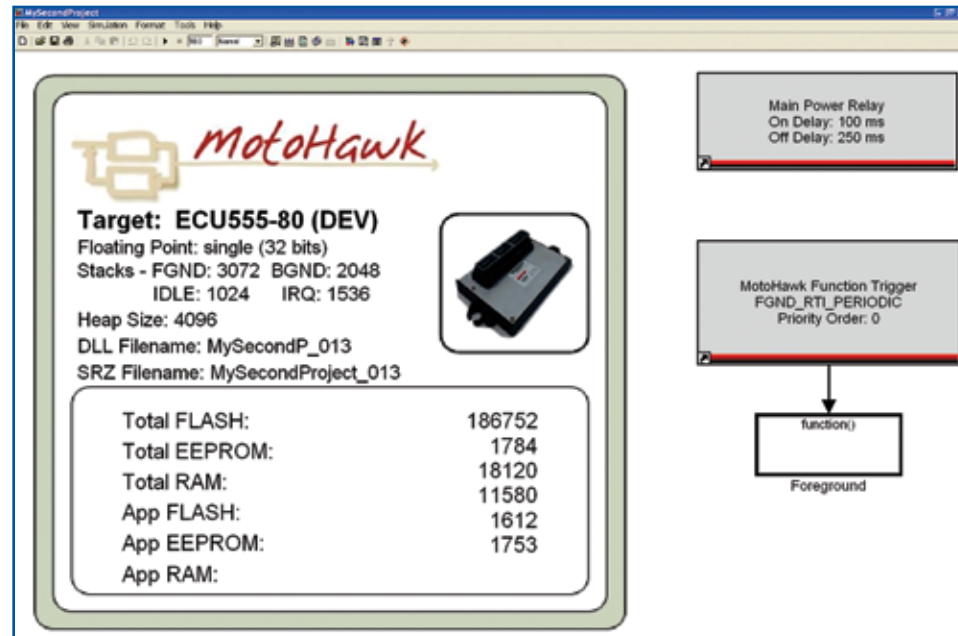 MySecondProject
File Edit View Simulation Format Tools Help
Normal
MotoHawk
Target: ECU555-80 (DEV)
Floating Point: single (32 bits)
Stacks - FGND: 3072 BGND: 2048
IDLE: 1024 IRQ: 1536
Heap Size: 4096
DLL Filename: MySecondP_013
SRZ Filename: MySecondProject_013
Total FLASH: 186752
Total EEPROM: 1784
Total RAM: 18120
App FLASH: 11580
App EEPROM: 1612
App RAM: 1753
Main Power Relay
On Delay: 100 ms
Off Delay: 250 ms
MotoHawk Function Trigger
FGND_RTI_PERIODIC
Priority Order: 0
function()
Foreground